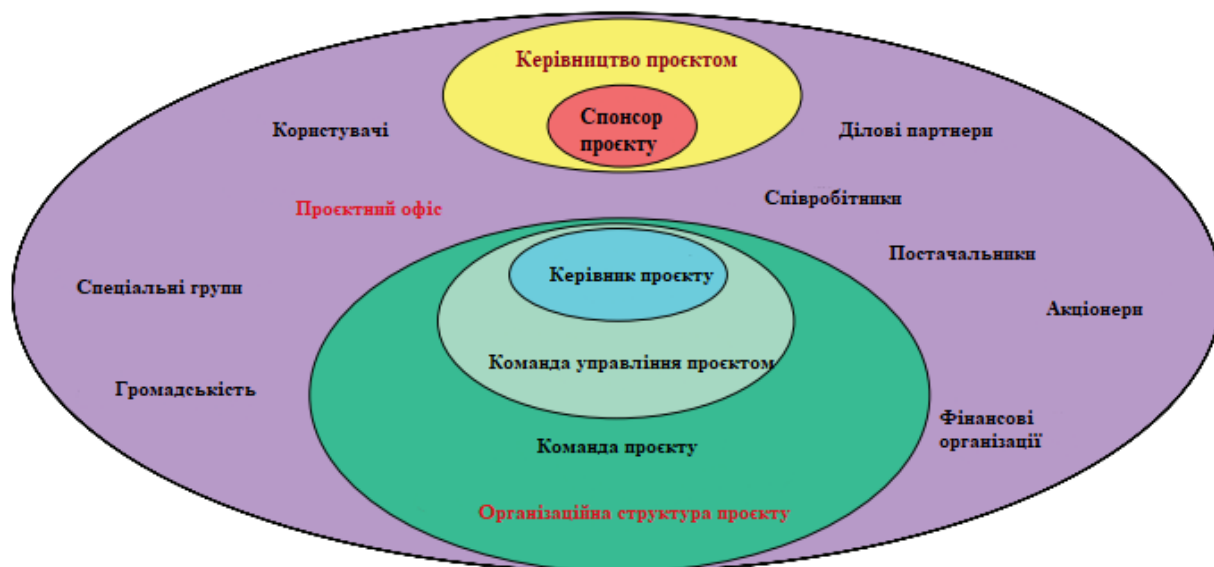 Керівництво проєктом
Спонсор
проєкту
Користувачі
Ділові партнери
Співробітники
Проєктний офіс
Постачальники
Керівник проєкту
Спеціальні групи
Акціонери
Команда управління проєктом
Громадськість
Фінансові
організації
Команда проєкту
Організаційна структура проєкту